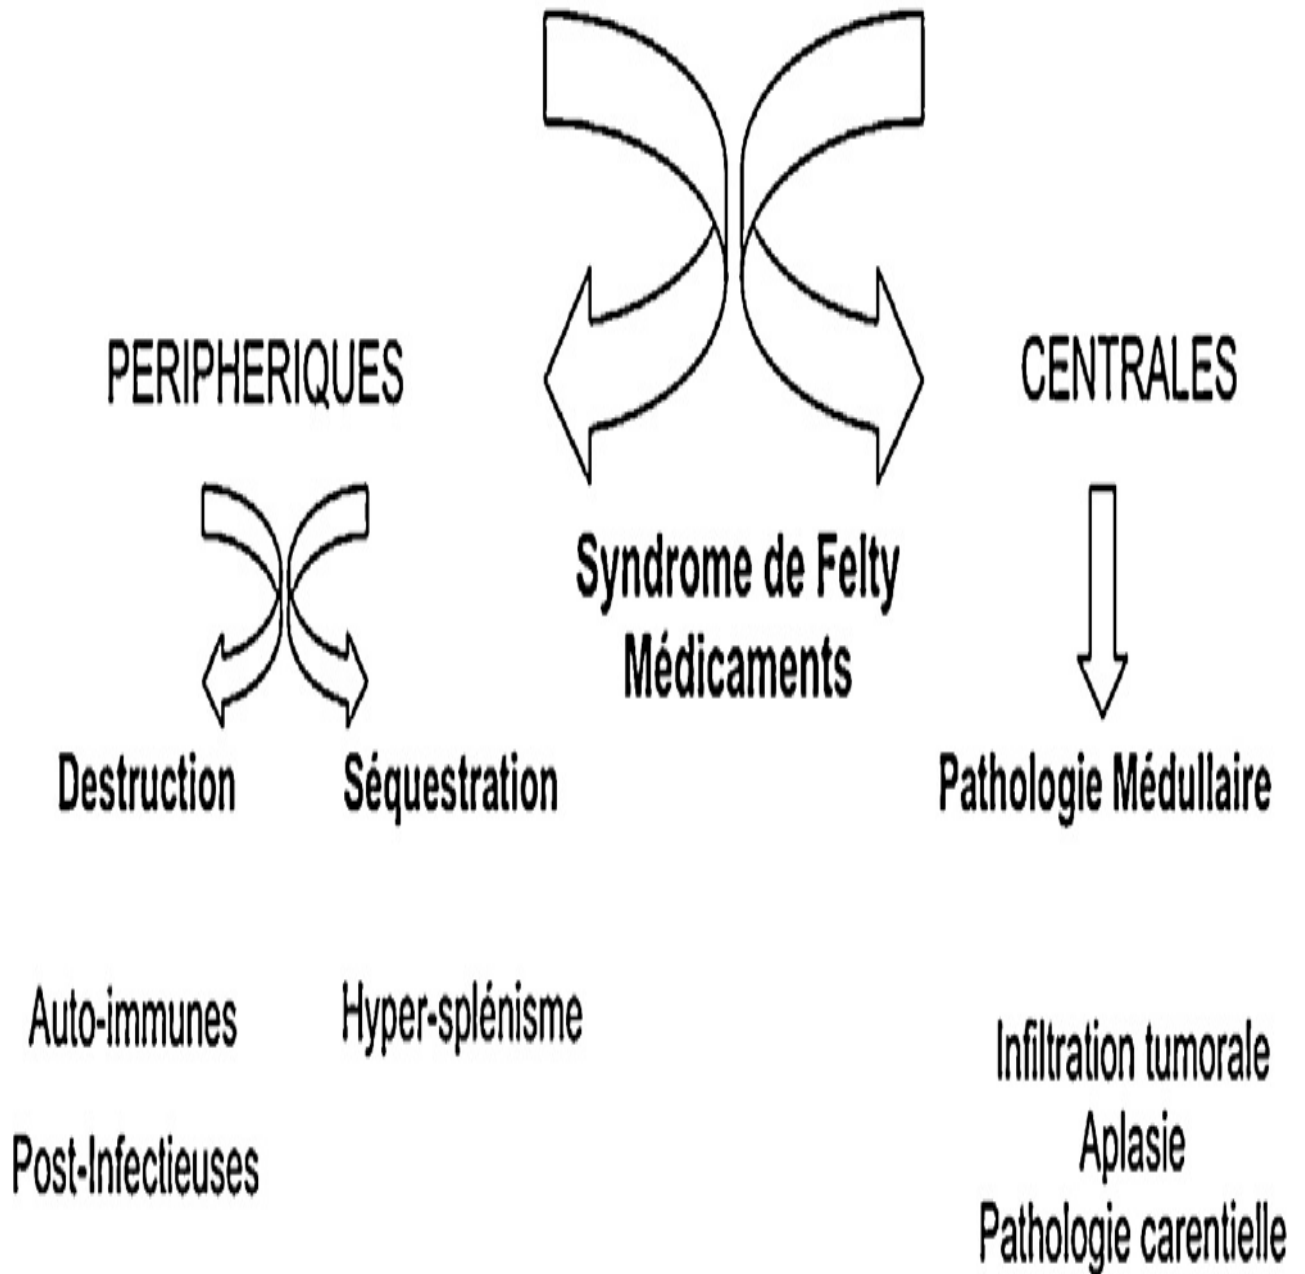 PERIPHERIQUES
CENTRALES
Syndrome de Felty
Médicaments
Destruction
Séquestration
Pathologie Médullaire
Auto-immunes
Hyper-splénisme
Post-Infectieuses
Infiltration tumorale
Aplasie
Pathologie carentielle